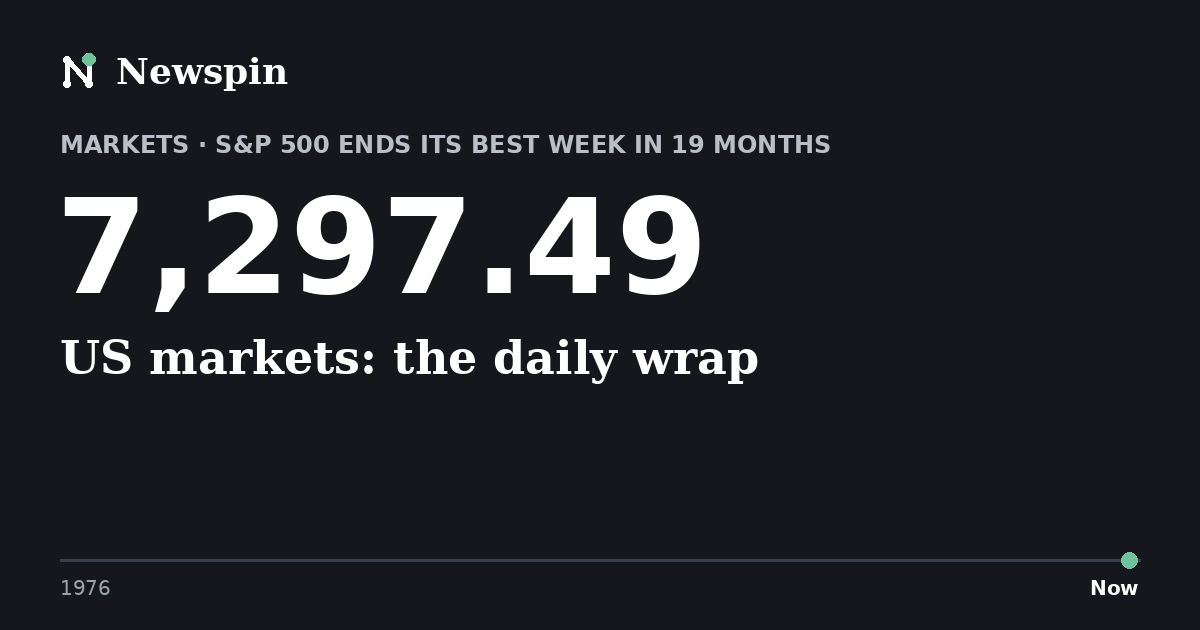 Newspin
MARKETS · S&P 500 ENDS ITS BEST WEEK IN 19 MONTHS
7,297.49
US markets: the daily wrap
1976
Now